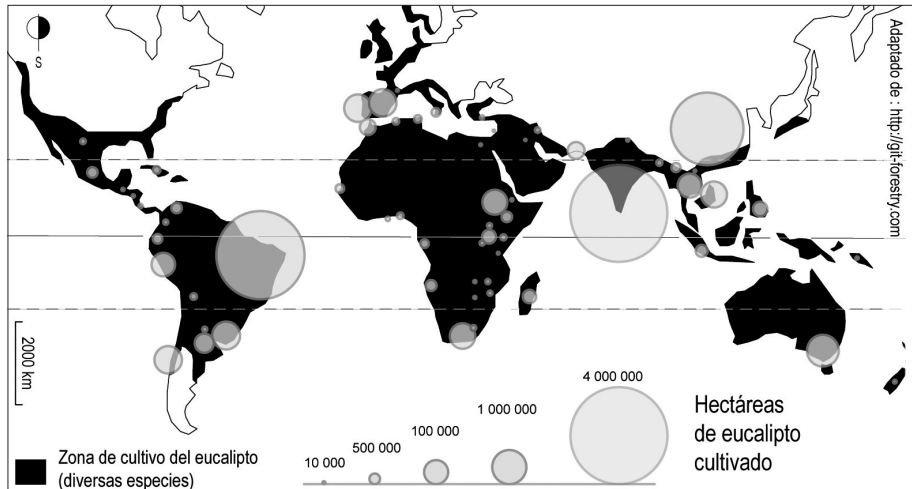 S
Adaptado de : http://git-forestry.com
2000 km
Zona de cultivo del eucalipto
(diversas especies)
10 000
500 000
100 000
1 000 000
4 000 000
Hectáreas
de eucalipto
cultivado